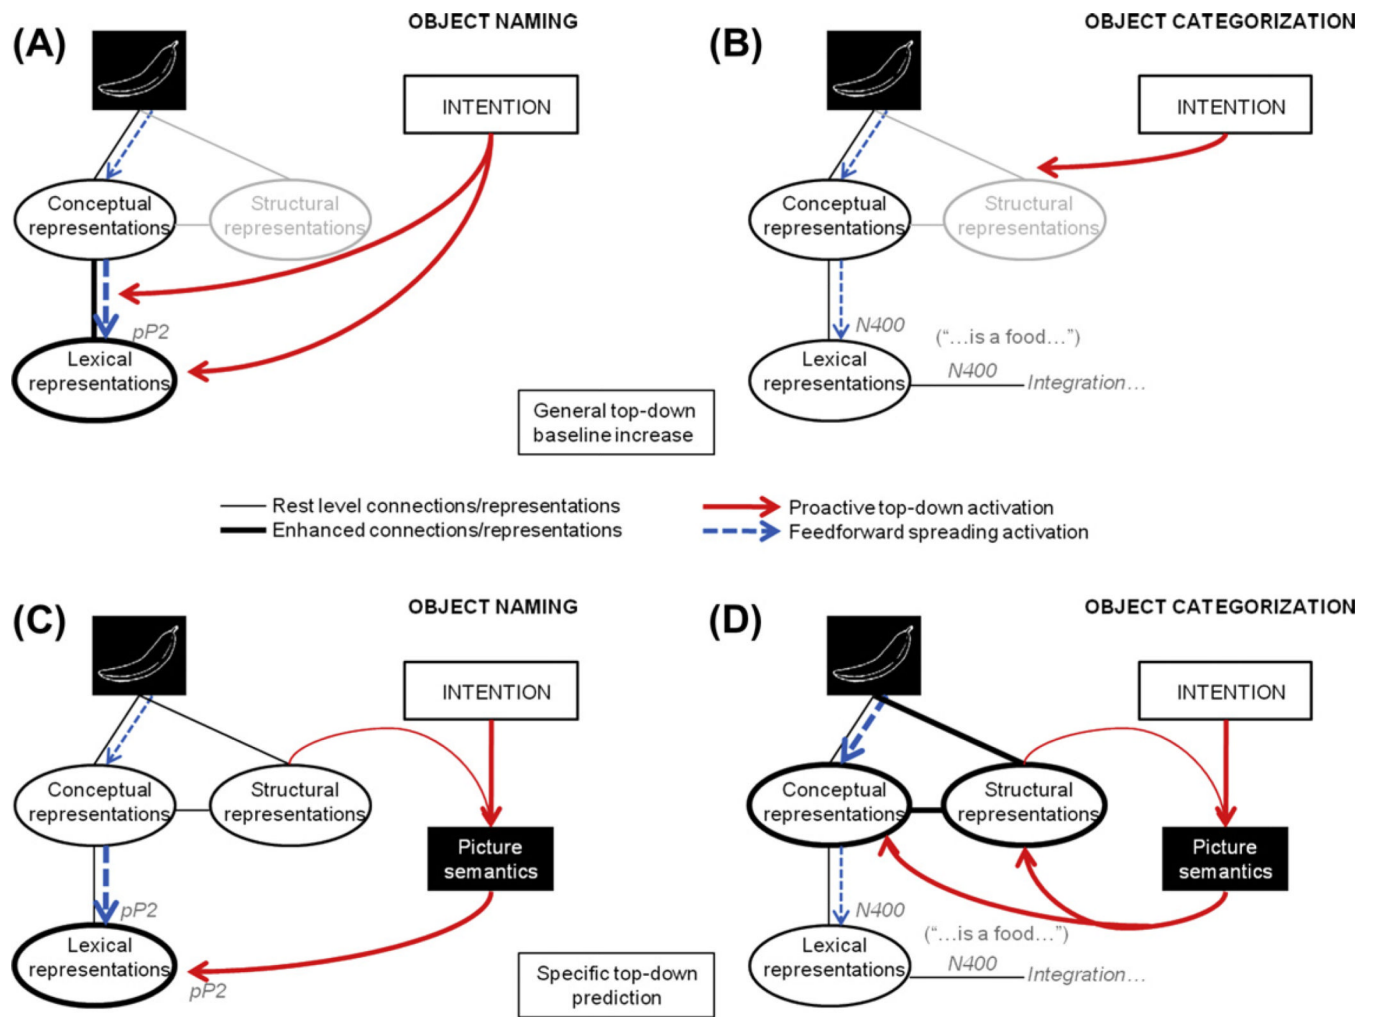 OBJECT NAMING
(A)
INTENTION
Conceptual
representations
Structural
representations
pP2
Lexical
representations
OBJECT CATEGORIZATION
(B)
INTENTION
Conceptual
representations
Structural
representations
N400
("...is a food...")
Lexical
representations
N400
Integration...
General top-down
baseline increase
Rest level connections/representations
Enhanced connections/representations
Proactive top-down activation
Feedforward spreading activation
OBJECT NAMING
(C)
INTENTION
Conceptual
representations
Structural
representations
Picture
semantics
pP2
Lexical
representations
pP2
OBJECT CATEGORIZATION
(D)
INTENTION
Conceptual
representations
Structural
representations
Picture
semantics
N400
("...is a food...")
Lexical
representations
N400
Integration...
Specific top-down
prediction